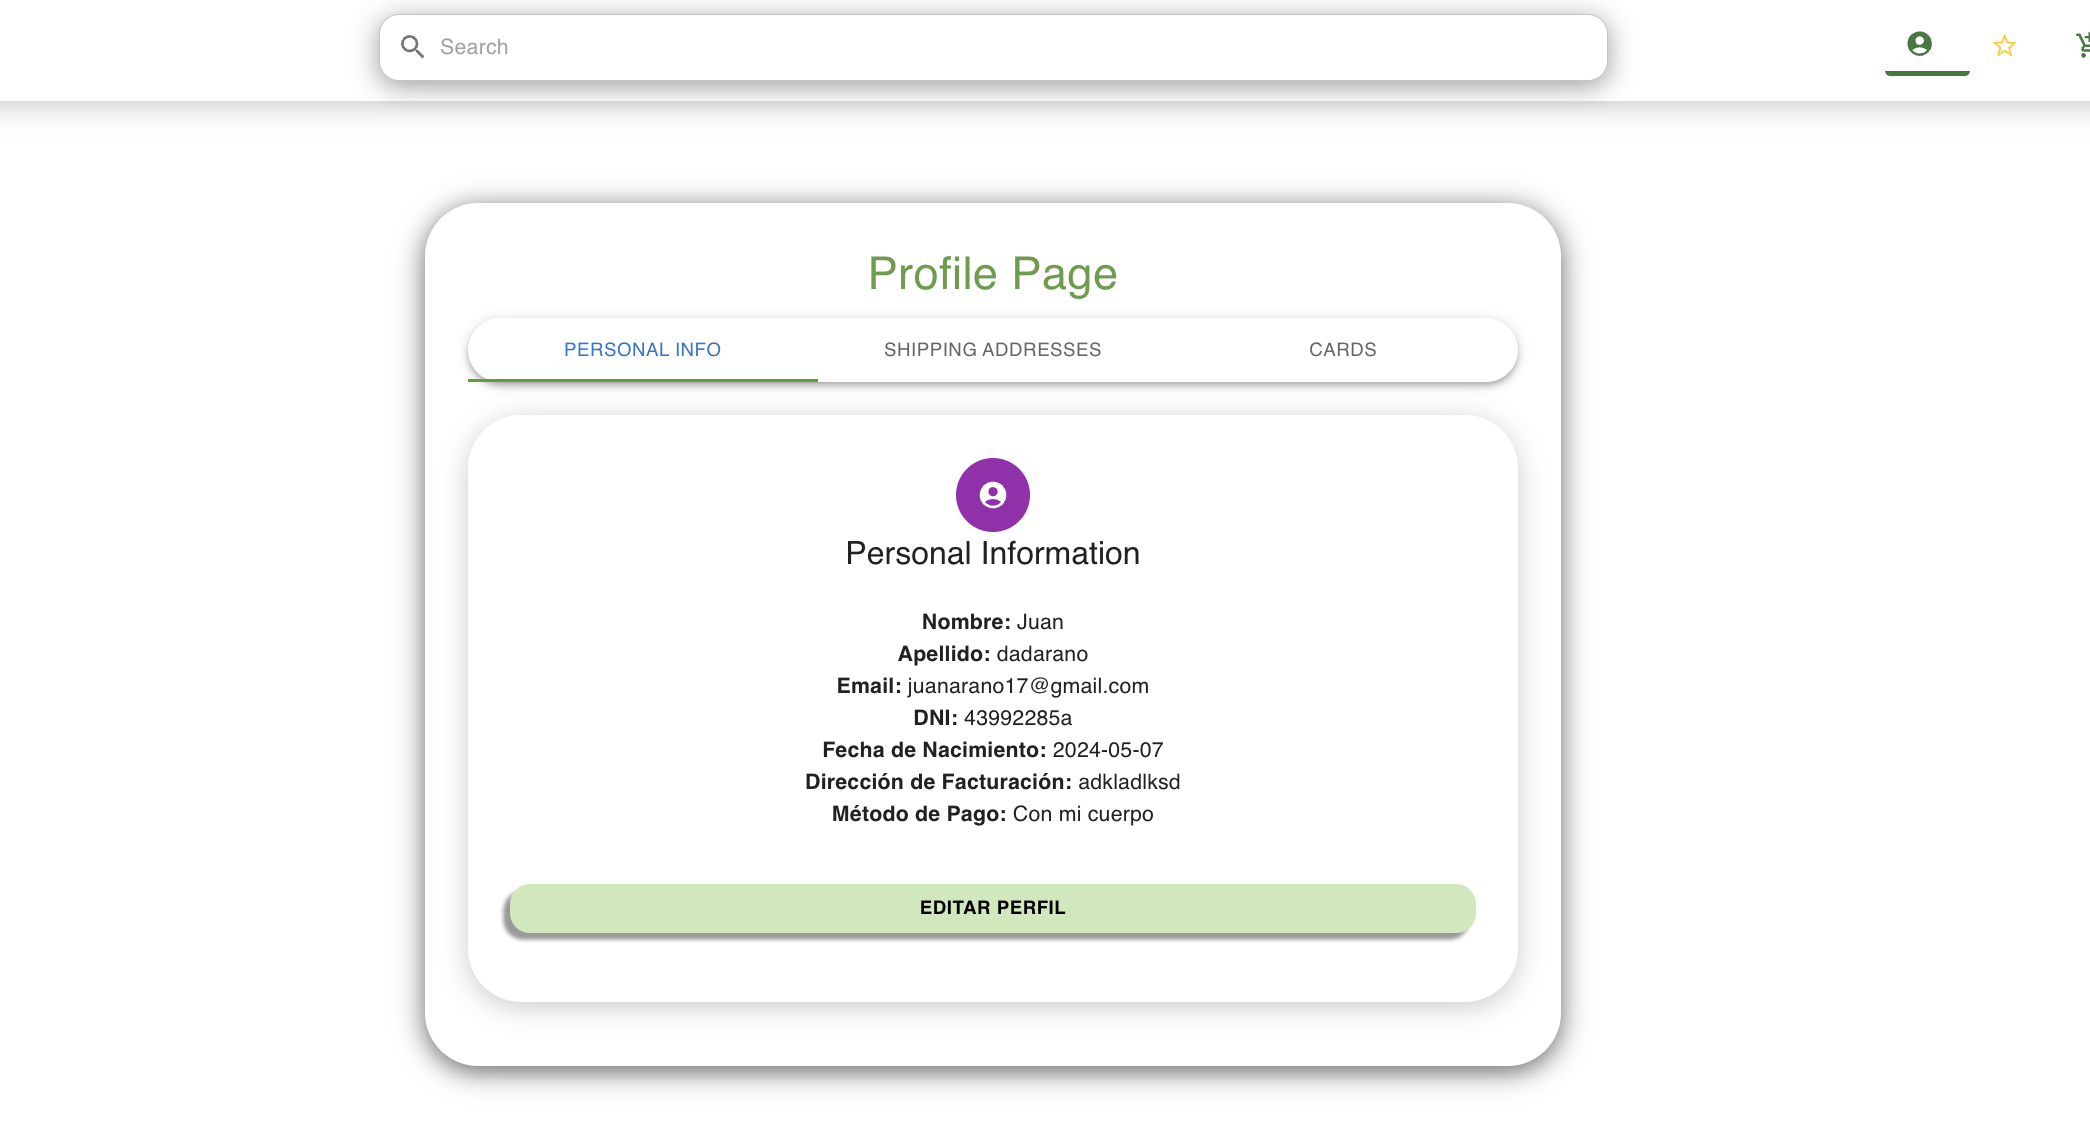 Search
Profile Page
PERSONAL INFO
SHIPPING ADDRESSES
CARDS
Personal Information
Nombre: Juan
Apellido: dadarano
Email: juanarano17@gmail.com
DNI: 43992285a
Fecha de Nacimiento: 2024-05-07
Dirección de Facturación: adkladlksd
Método de Pago: Con mi cuerpo
EDITAR PERFIL